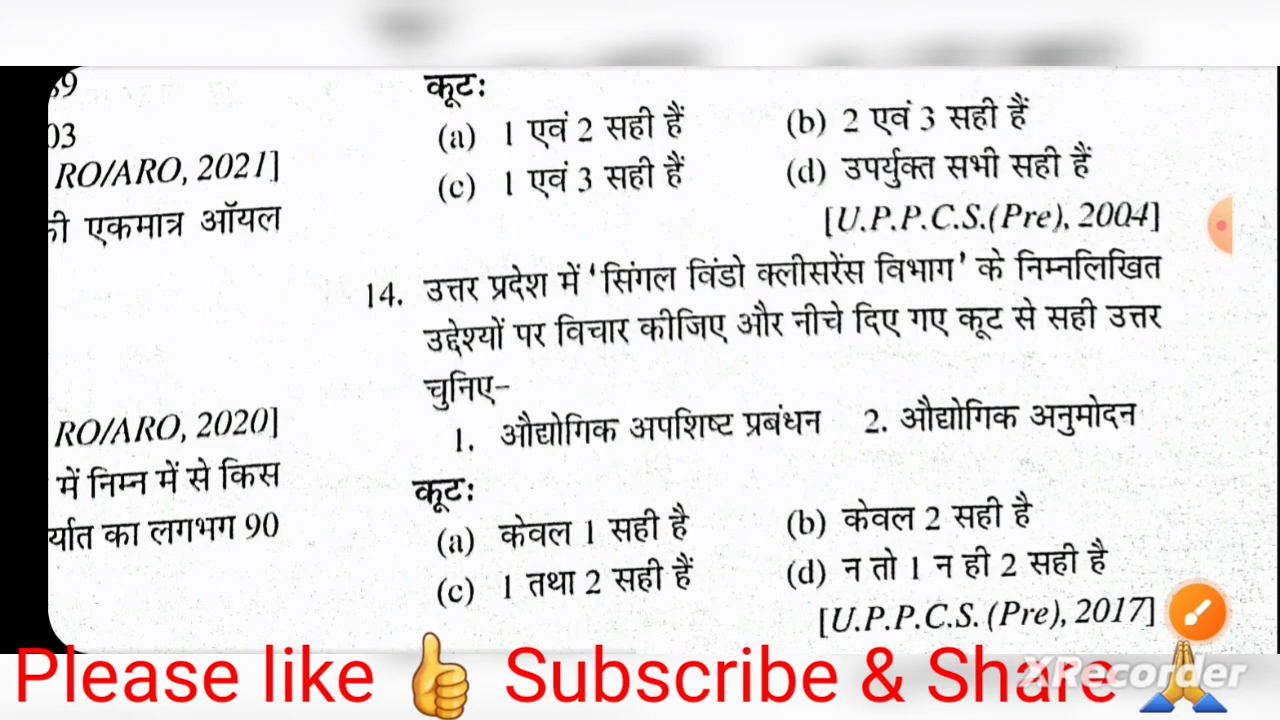 39
03
RO/ARO, 2021]
की एकमात्र ऑयल
RO/ARO, 2020]
में निम्न में से किस
र्यात का लगभग 90
कूटः
(a) 1 एवं 2 सही हैं (b) 2 एवं 3 सही हैं
(c) 1 एवं 3 सही हैं (d) उपर्युक्त सभी सही हैं
[U.P.P.C.S.(Pre), 2004]
14. उत्तर प्रदेश में ‘सिंगल विंडो क्लीसरेंस विभाग’ के निम्नलिखित
उद्देश्यों पर विचार कीजिए और नीचे दिए गए कूट से सही उत्तर
चुनिए–
1. औद्योगिक अपशिष्ट प्रबंधन 2. औद्योगिक अनुमोदन
कूटः
(a) केवल 1 सही है (b) केवल 2 सही है
(c) 1 तथा 2 सही हैं (d) न तो 1 न ही 2 सही है
[U.P.P.C.S. (Pre), 2017]
Please like 👍 Subscribe & Share 🙏
XRecorder